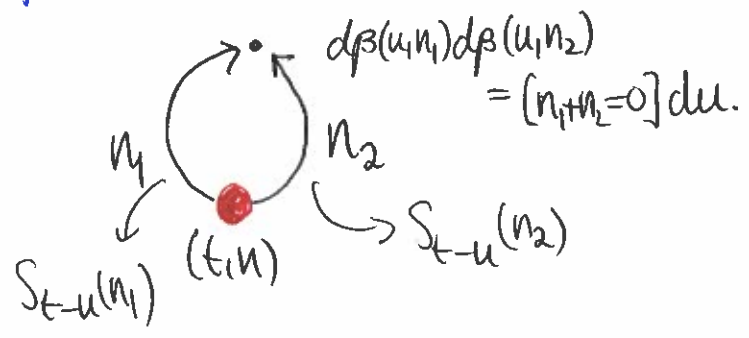 dβ(u,n₁)dβ(u,n₂)
= [n₁+n₂=0]du.
n₁
n₂
(t,n)
S_{t-u}(n₂)
S_{t-u}(n₁)